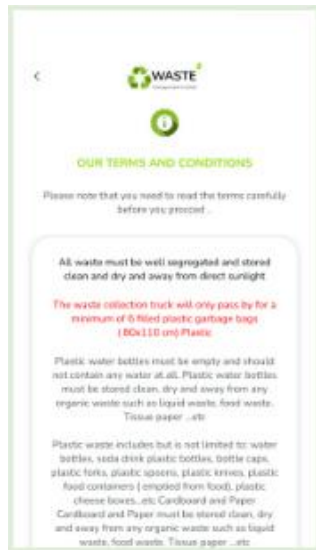 WASTE
OUR TERMS AND CONDITIONS
Please note that you need to read the terms carefully
before you proceed ..
All waste must be well segregated and stored
clean and dry and away from direct sunlight
The waste collection truck will only pass by for a
minimum of 6 filled plastic garbage bags
( 80x110 cm) Plastic
Plastic water bottles must be empty and should
not contain any water at all. Plastic water bottles
must be stored clean, dry and away from any
organic waste such as liquid waste, food waste.
Tissue paper ...etc
Plastic waste includes but is not limited to: water
bottles, soda drink plastic bottles, bottle caps,
plastic forks, plastic spoons, plastic knives, plastic
food containers ( emptied from food), plastic
cheese boxes...etc Cardboard and Paper
Cardboard and Paper must be stored clean, dry
and away from any organic waste such as liquid
waste, food waste. Tissue paper ...etc